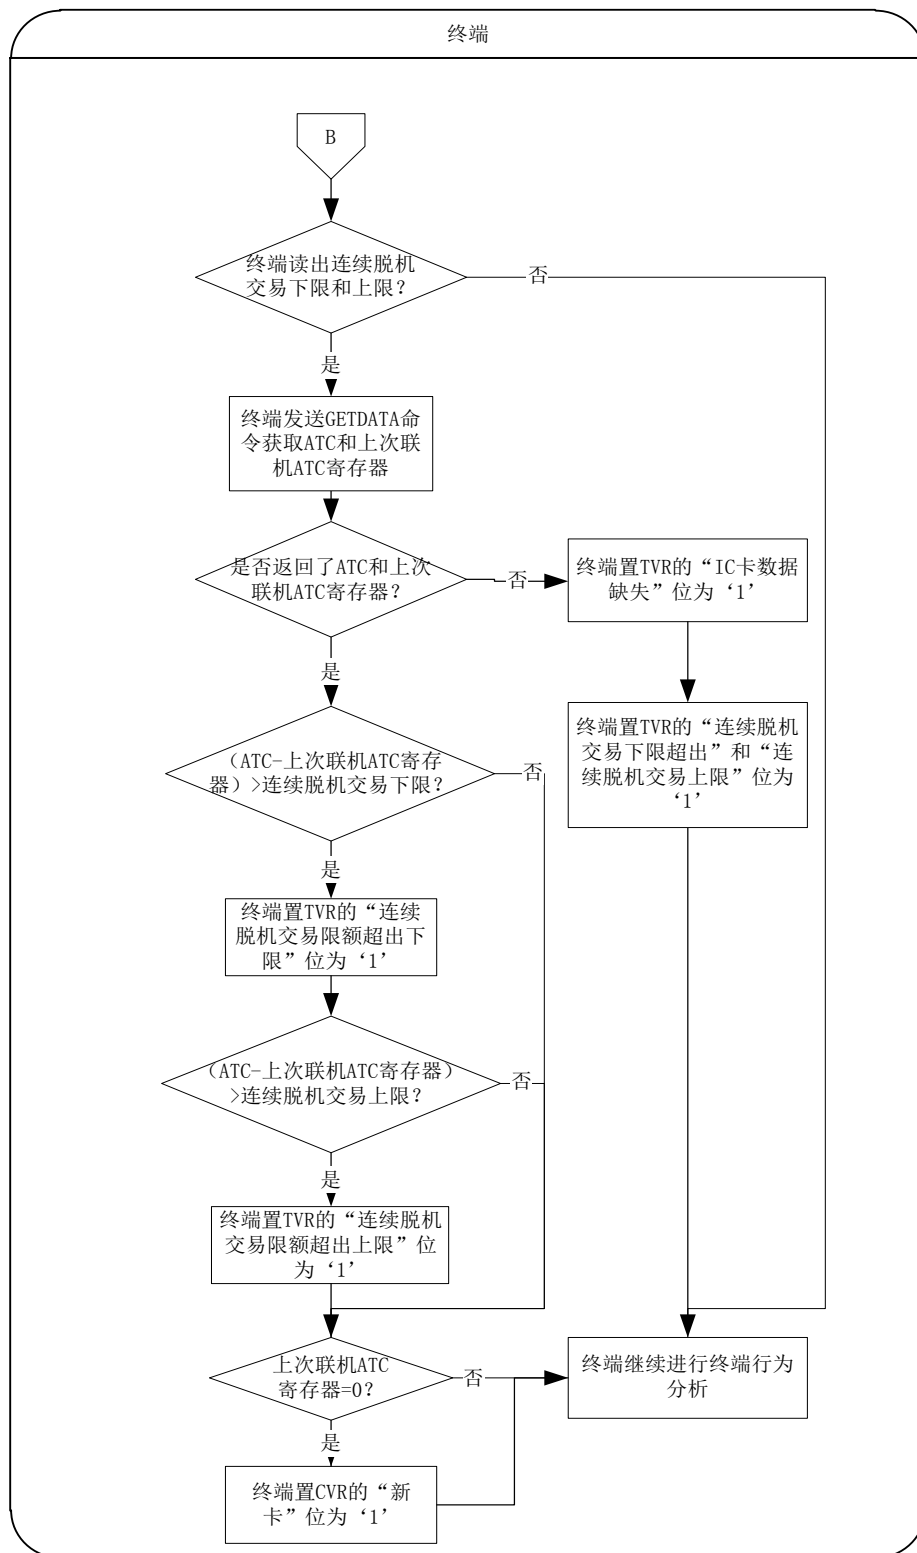 终端
B
终端读出连续脱机
交易下限和上限？
否
是
终端发送GETDATA命
令获取ATC和上次联
机ATC寄存器
是否返回了ATC和上次
联机ATC寄存器？
否
终端置TVR的“IC卡数据
缺失”位为‘1’
是
终端置TVR的“连续脱机
交易下限超出”和“连
续脱机交易上限”位为
‘1’
（ATC-上次联机ATC寄存
器）>连续脱机交易下限？
否
是
终端置TVR的“连续
脱机交易限额超出下
限”位为‘1’
（ATC-上次联机ATC寄存器）
>连续脱机交易上限？
否
是
终端置TVR的“连续脱机
交易限额超出上限”位
为‘1’
上次联机ATC
寄存器=0？
否
终端继续进行终端行为
分析
是
终端置CVR的“新
卡”位为‘1’